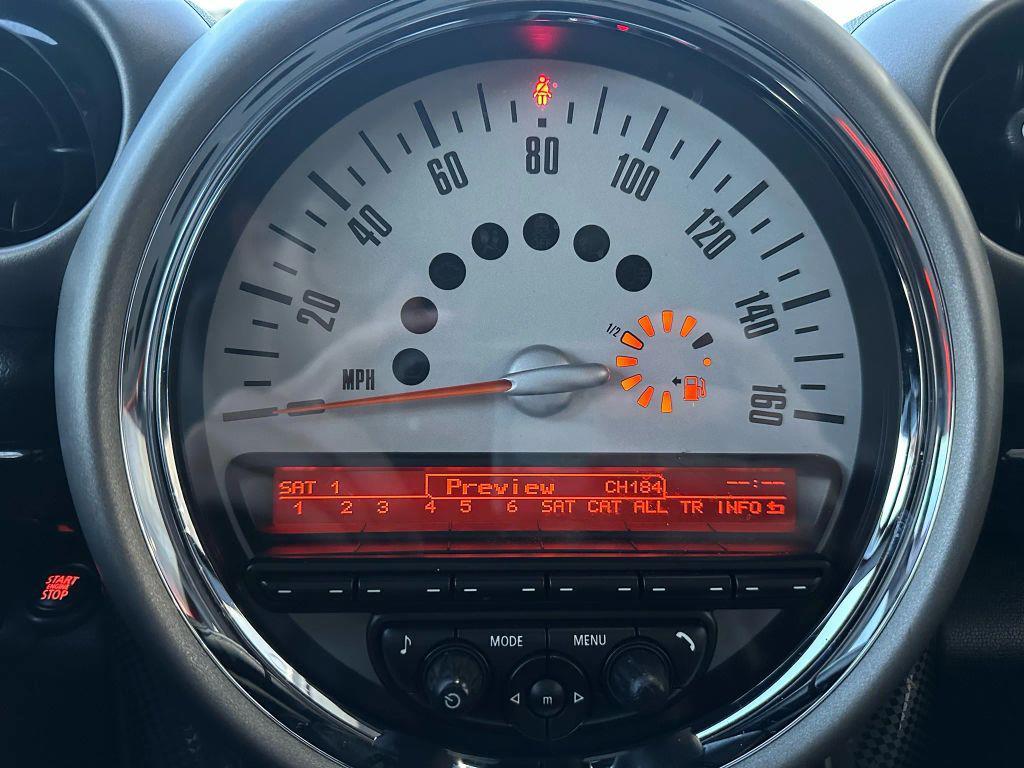 80
60
100
40
120
20
140
1/2
MPH
160
SAT 1 Preview CH184 --:--
1 2 3 4 5 6 SAT CAT ALL TR INFO
START
ENGINE
STOP
MODE MENU
m